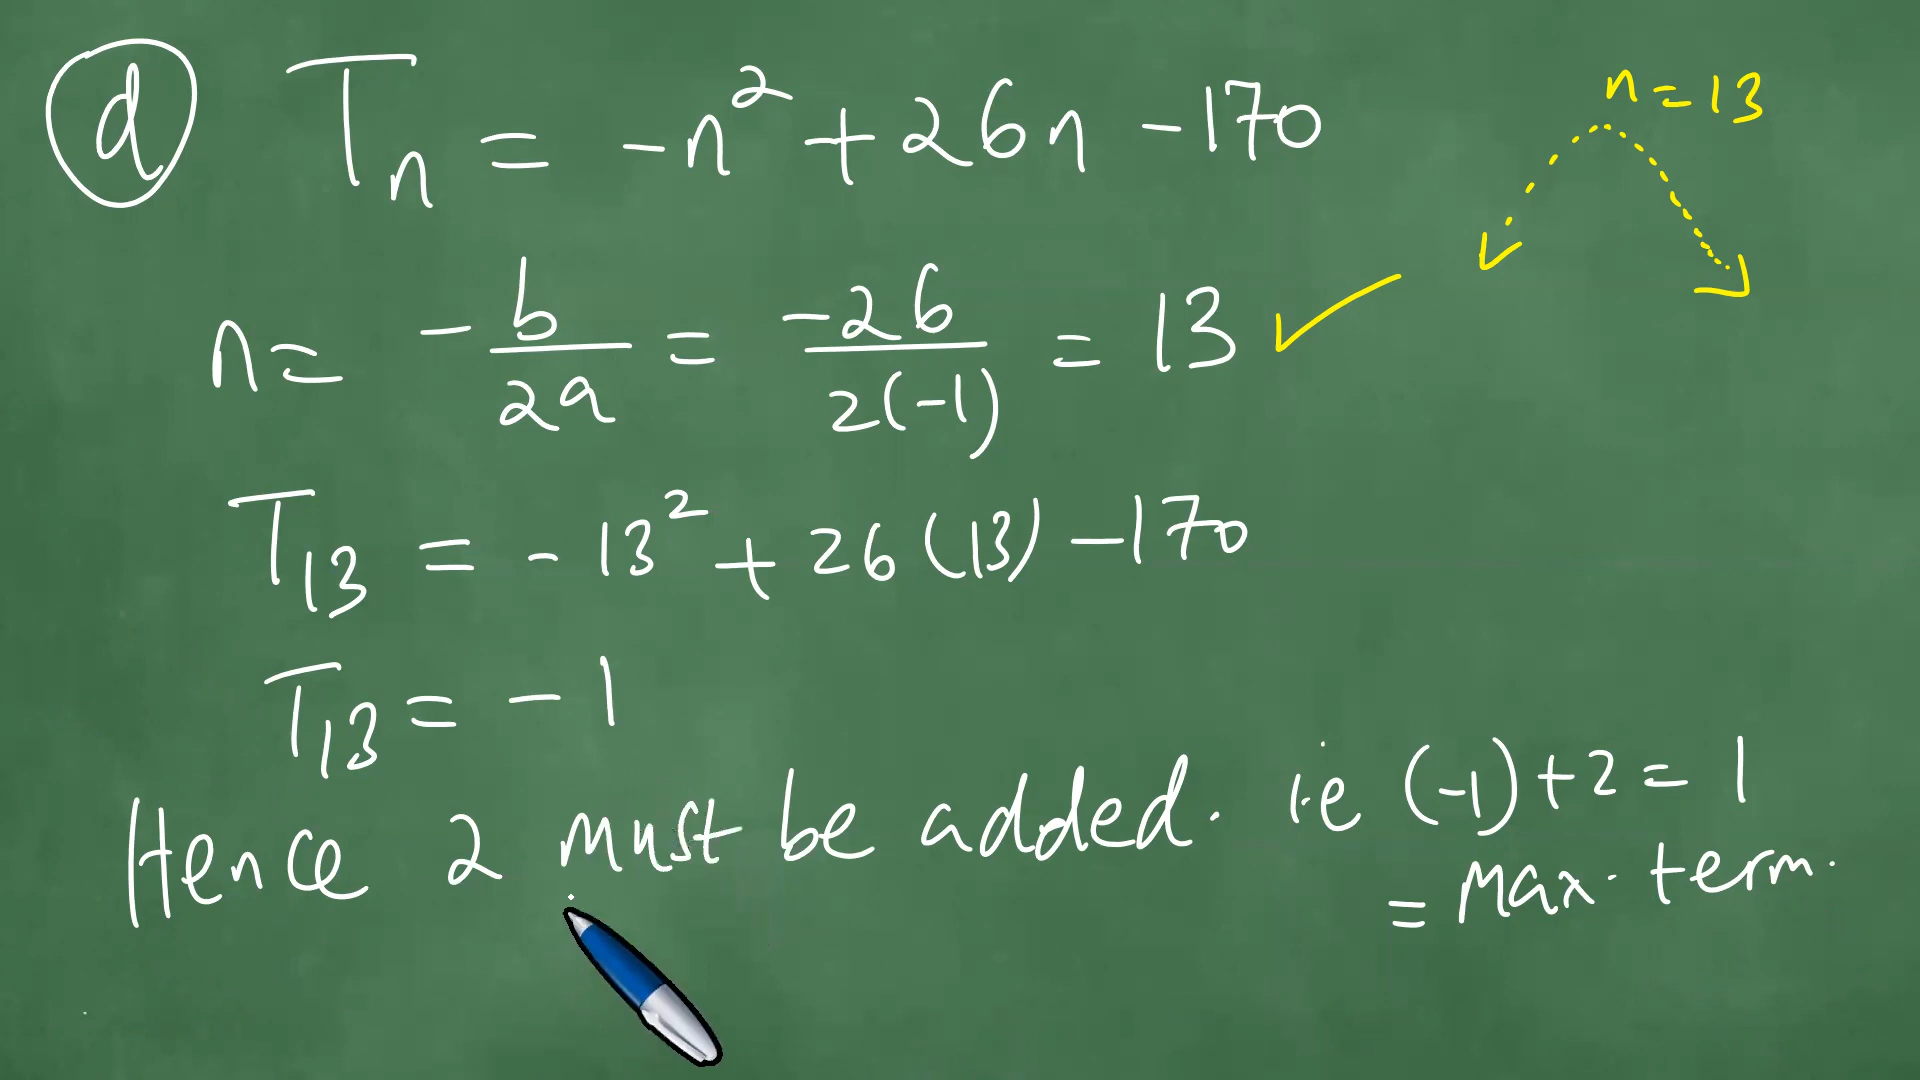 d Tₙ = -n² + 26n - 170
n = 13
n = -b/2a = -26/2(-1) = 13 ✓
T₁₃ = -13² + 26(13) - 170
T₁₃ = -1
Hence 2 must be added. i.e (-1) + 2 = 1
= Max. term.